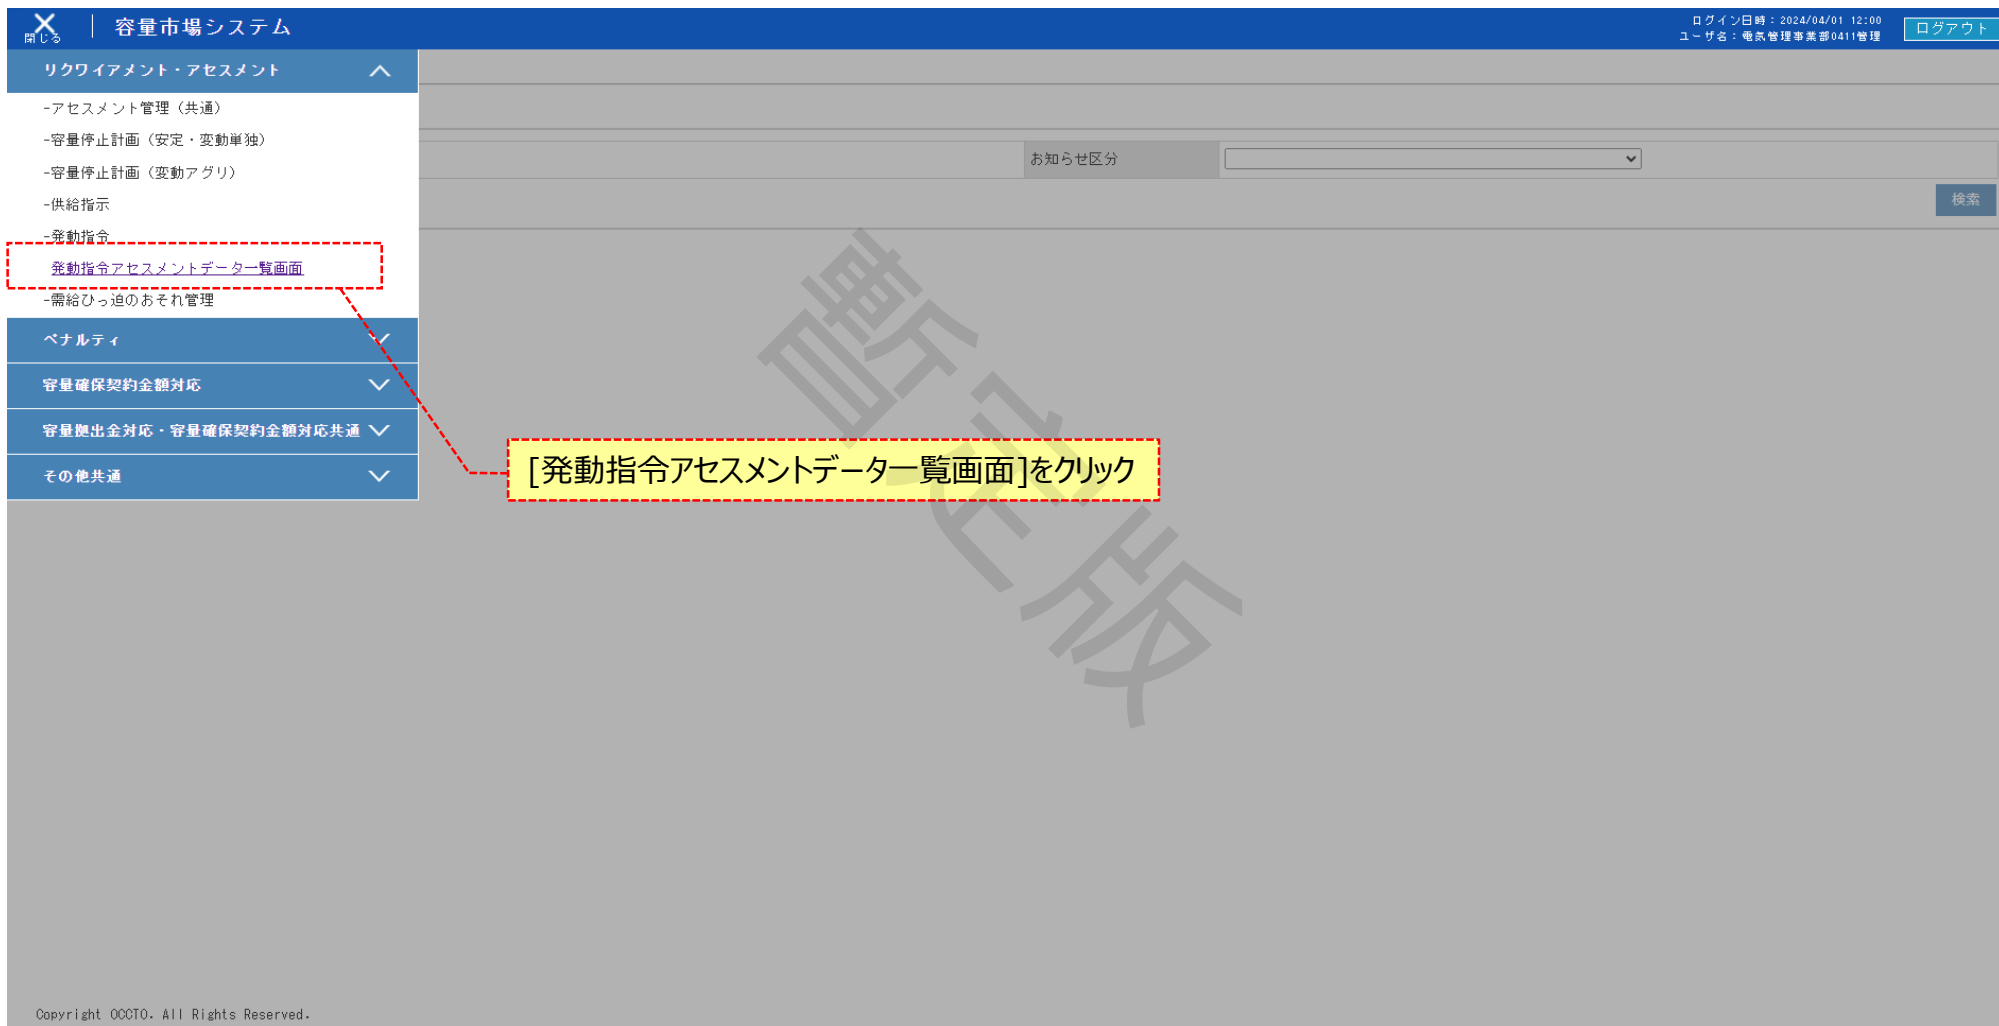 閉じる
容量市場システム
ログイン日時：2024/04/01 12:00
ユーザ名：電気管理事業部0411管理
ログアウト
リクワイアメント・アセスメント
-アセスメント管理（共通）
-容量停止計画（安定・変動単独）
-容量停止計画（変動アグリ）
-供給指示
-発動指令
発動指令アセスメントデータ一覧画面
-需給ひっ迫のおそれ管理
ペナルティ
容量確保契約金額対応
容量拠出金対応・容量確保契約金額対応共通
その他共通
お知らせ区分
検索
[発動指令アセスメントデータ一覧画面]をクリック
暫定版
Copyright OCCTO. All Rights Reserved.